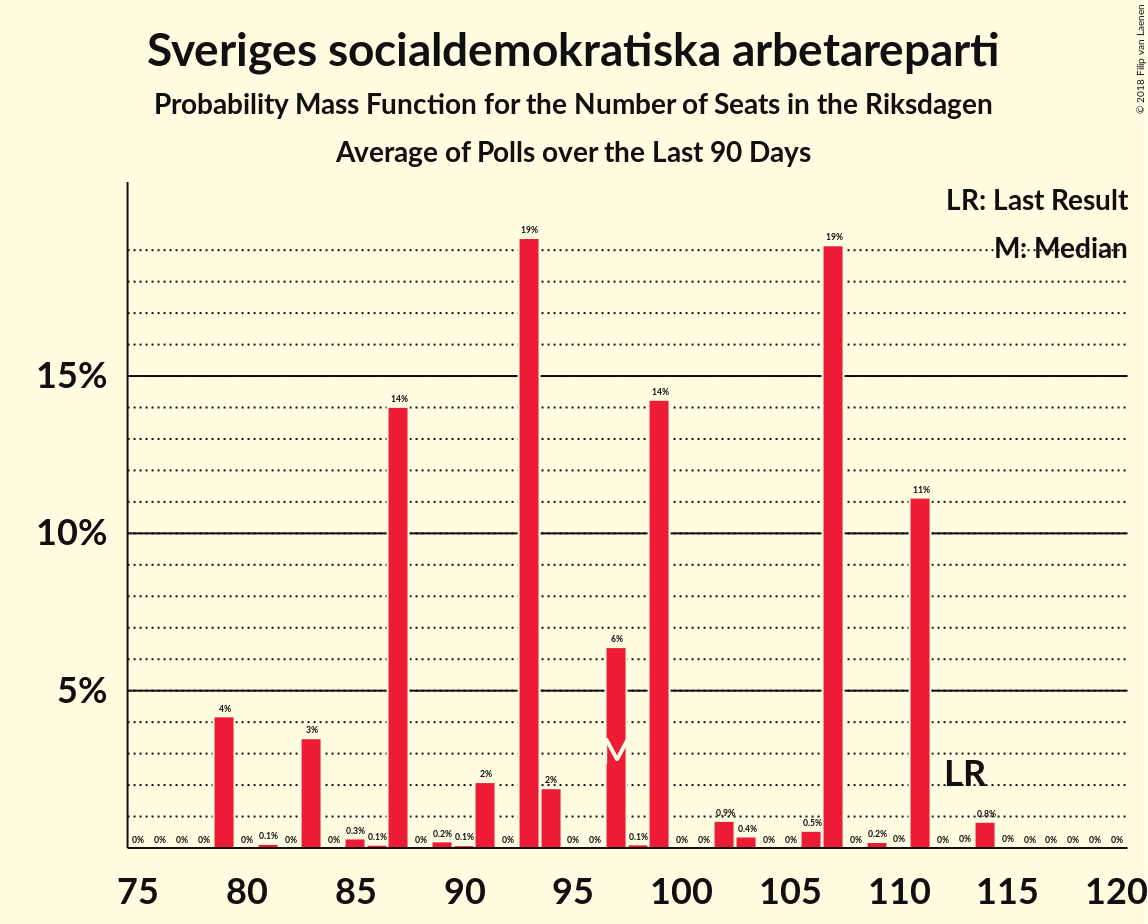 Sveriges socialdemokratiska arbetareparti
Probability Mass Function for the Number of Seats in the Riksdagen
Average of Polls over the Last 90 Days
© 2018 Filip van Laenen
LR: Last Result
M: Median
15%
10%
5%
0% 0% 0% 0% 4% 0% 0.1% 0% 3% 0% 0.3% 0.1% 14% 0% 0.2% 0.1% 2% 0% 19% 2% 0% 0% 6% 0.1% 14% 0% 0% 0.9% 0.4% 0% 0% 0.5% 19% 0% 0.2% 0% 11% 0% 0% 0.8% 0% 0% 0% 0% 0% 0%
M
LR
75 80 85 90 95 100 105 110 115 120